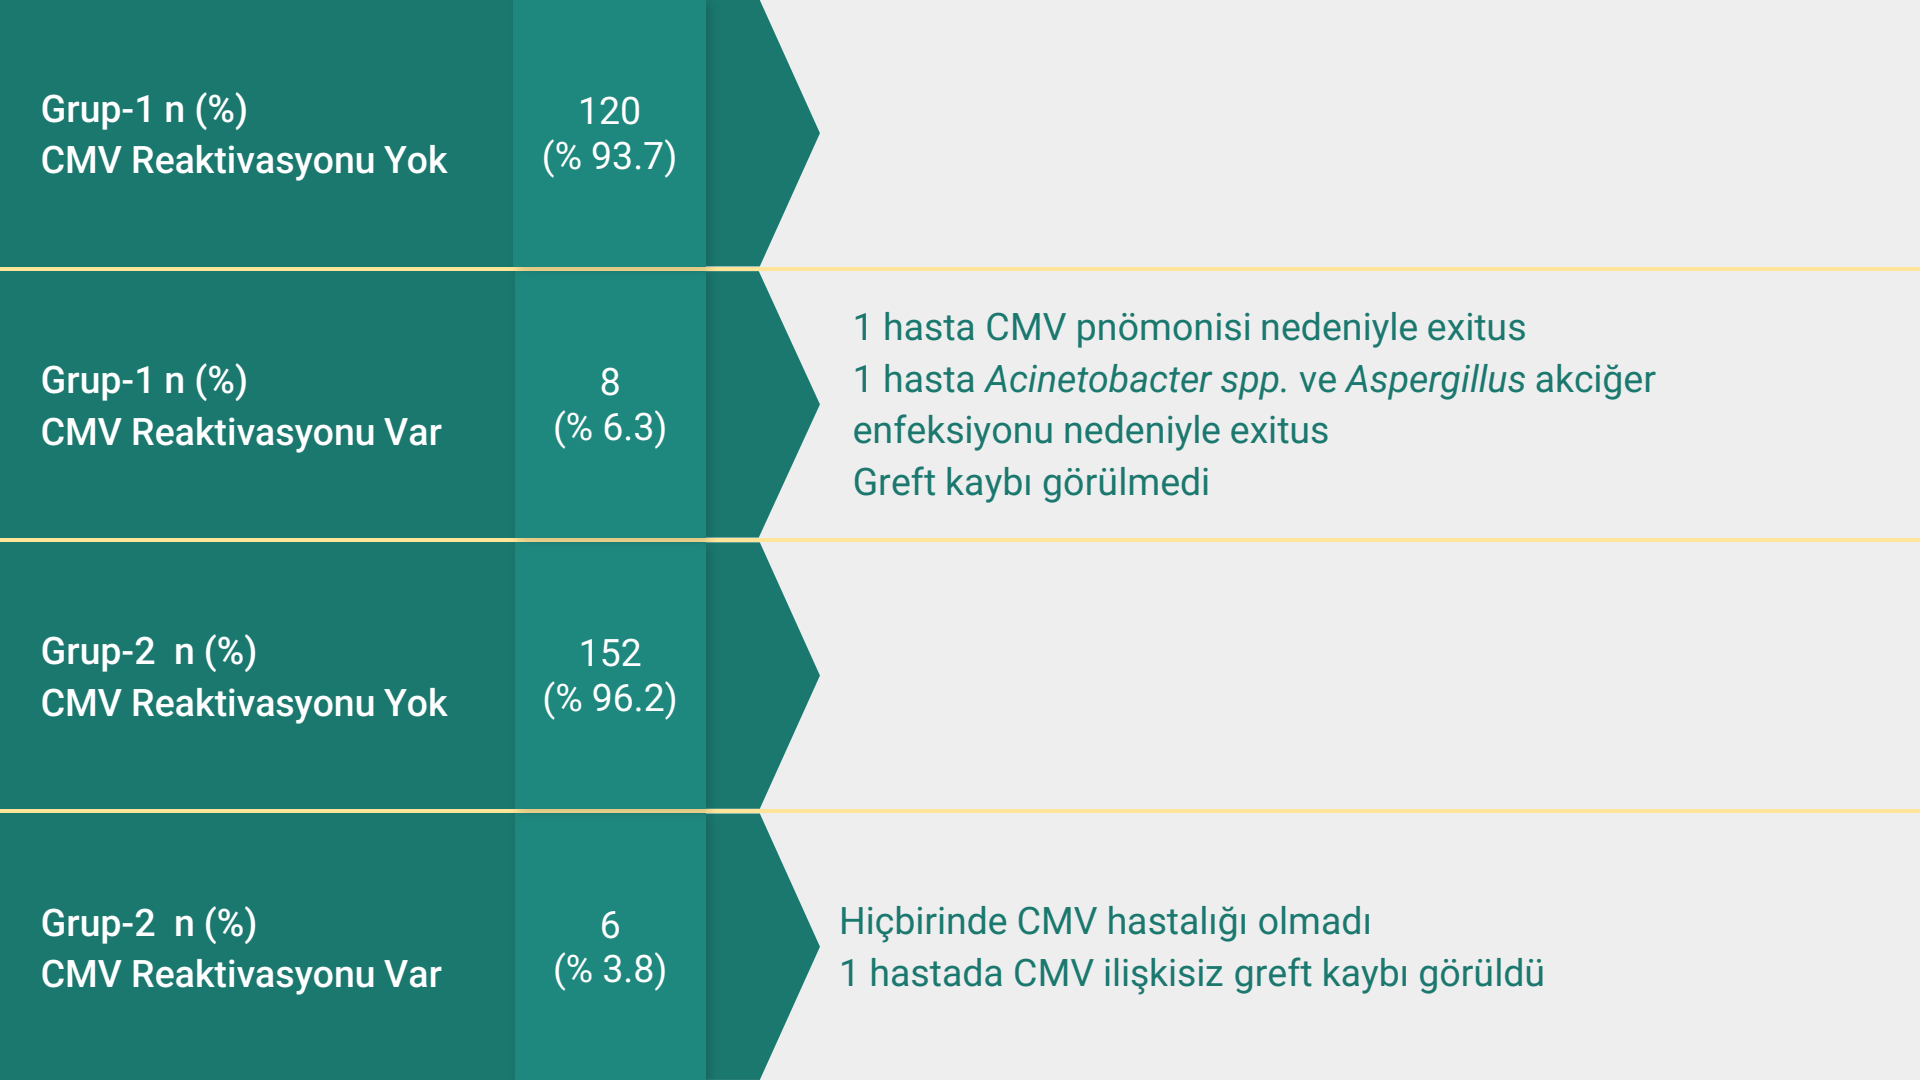 Grup-1 n (%)
CMV Reaktivasyonu Yok
120
(% 93.7)
Grup-1 n (%)
CMV Reaktivasyonu Var
8
(% 6.3)
1 hasta CMV pnömonisi nedeniyle exitus
1 hasta Acinetobacter spp. ve Aspergillus akciğer
enfeksiyonu nedeniyle exitus
Greft kaybı görülmedi
Grup-2  n (%)
CMV Reaktivasyonu Yok
152
(% 96.2)
Grup-2  n (%)
CMV Reaktivasyonu Var
6
(% 3.8)
Hiçbirinde CMV hastalığı olmadı
1 hastada CMV ilişkisiz greft kaybı görüldü